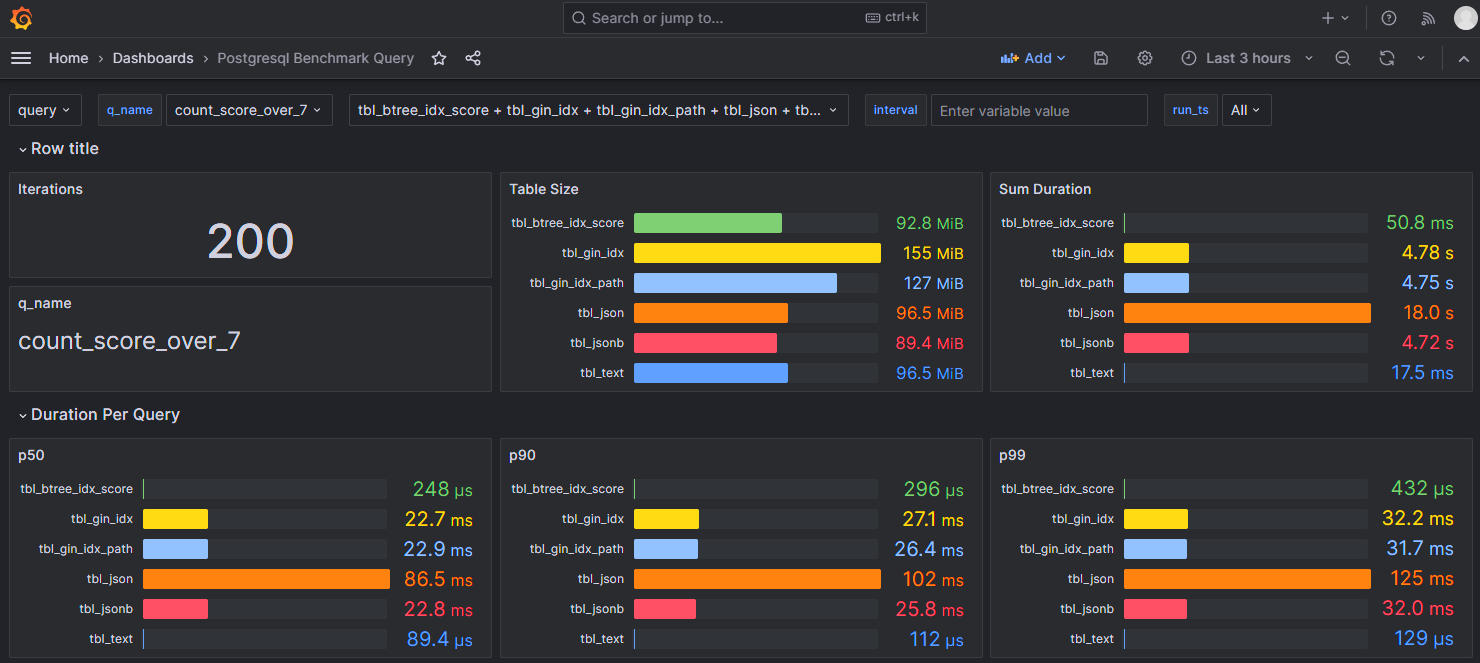 Search or jump to... ctrl+k
Home › Dashboards › Postgresql Benchmark Query Add Last 3 hours
query q_name count_score_over_7 tbl_btree_idx_score + tbl_gin_idx + tbl_gin_idx_path + tbl_json + tb... interval Enter variable value run_ts All
Row title
Iterations
200
q_name
count_score_over_7
Table Size
tbl_btree_idx_score 92.8 MiB
tbl_gin_idx 155 MiB
tbl_gin_idx_path 127 MiB
tbl_json 96.5 MiB
tbl_jsonb 89.4 MiB
tbl_text 96.5 MiB
Sum Duration
tbl_btree_idx_score 50.8 ms
tbl_gin_idx 4.78 s
tbl_gin_idx_path 4.75 s
tbl_json 18.0 s
tbl_jsonb 4.72 s
tbl_text 17.5 ms
Duration Per Query
p50
tbl_btree_idx_score 248 µs
tbl_gin_idx 22.7 ms
tbl_gin_idx_path 22.9 ms
tbl_json 86.5 ms
tbl_jsonb 22.8 ms
tbl_text 89.4 µs
p90
tbl_btree_idx_score 296 µs
tbl_gin_idx 27.1 ms
tbl_gin_idx_path 26.4 ms
tbl_json 102 ms
tbl_jsonb 25.8 ms
tbl_text 112 µs
p99
tbl_btree_idx_score 432 µs
tbl_gin_idx 32.2 ms
tbl_gin_idx_path 31.7 ms
tbl_json 125 ms
tbl_jsonb 32.0 ms
tbl_text 129 µs